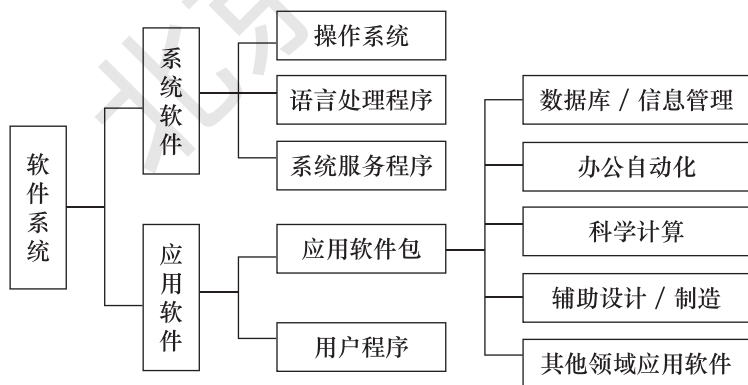 软件系统
系统软件
操作系统
语言处理程序
系统服务程序
应用软件
应用软件包
数据库 / 信息管理
办公自动化
科学计算
辅助设计 / 制造
其他领域应用软件
用户程序